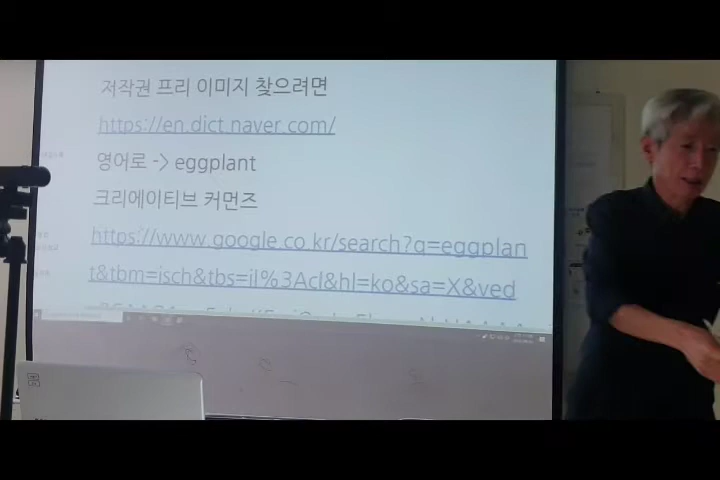 저작권 프리 이미지 찾으려면
https://en.dict.naver.com/
영어로 -> eggplant
크리에이티브 커먼즈
https://www.google.co.kr/search?q=eggplan
t&tbm=isch&tbs=il%3Acl&hl=ko&sa=X&ved